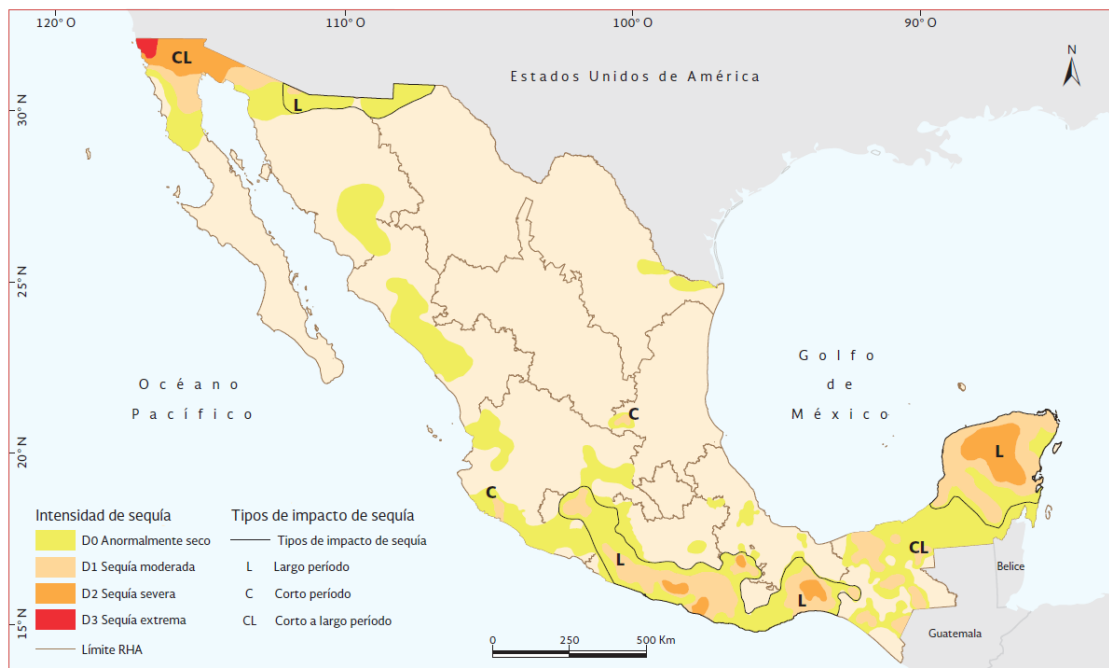 120° O
110° O
100° O
90° O
CL
Estados Unidos de América
N
L
30° N
25° N
Golfo
de
México
Océano
Pacífico
C
20° N
L
C
Intensidad de sequía
D0 Anormalmente seco
D1 Sequía moderada
D2 Sequía severa
D3 Sequía extrema
Límite RHA
Tipos de impacto de sequía
Tipos de impacto de sequía
L Largo período
C Corto período
CL Corto a largo período
CL
L
Belice
L
15° N
Guatemala
0 250 500 Km